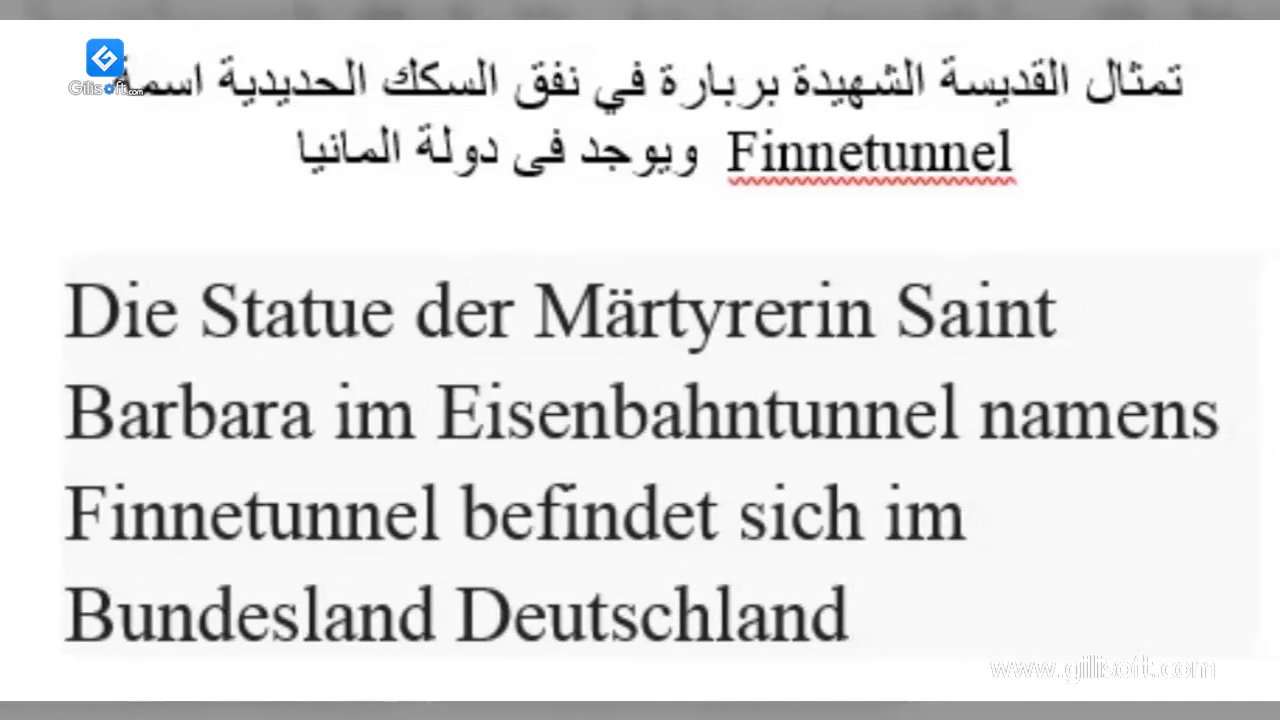 تمثال القديسة الشهيدة بربارة في نفق السكك الحديدية اسمة
Finnetunnel ويوجد فى دولة المانيا
Die Statue der Märtyrerin Saint
Barbara im Eisenbahntunnel namens
Finnetunnel befindet sich im
Bundesland Deutschland
Gilisoft.com
www.gilisoft.com